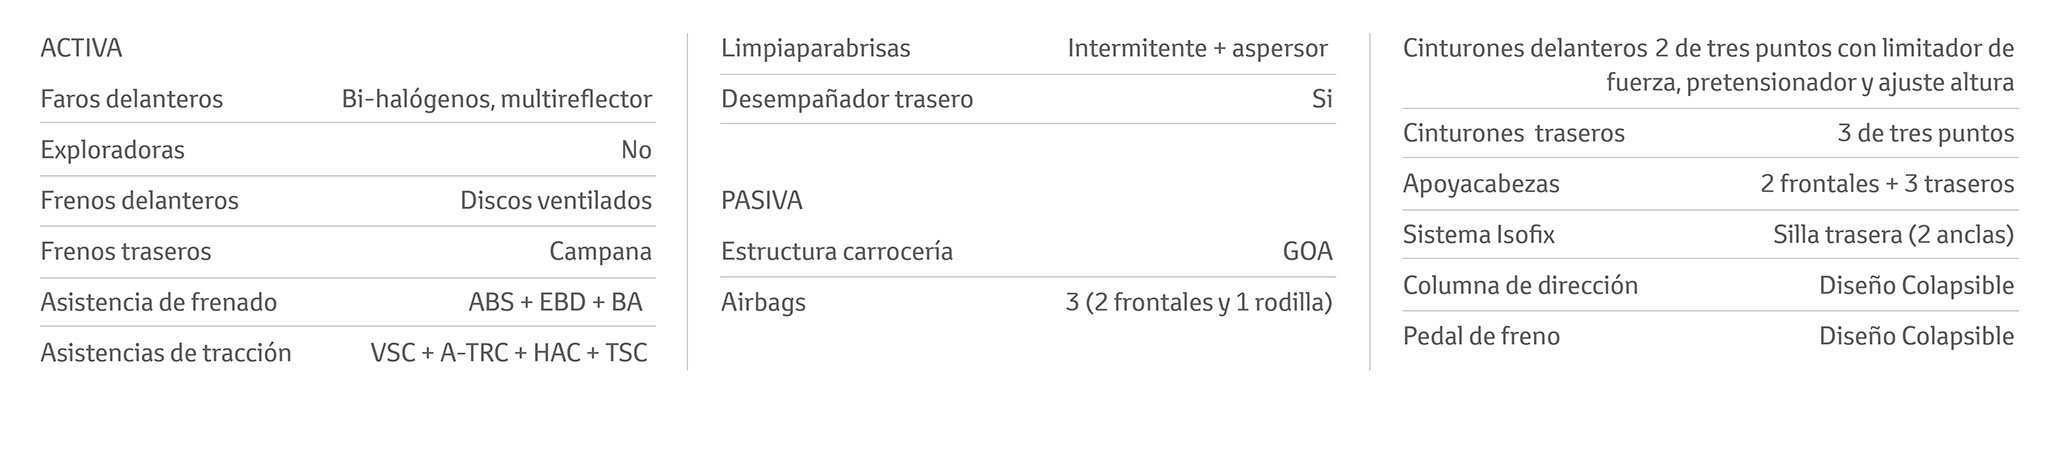 ACTIVA
Faros delanteros Bi-halógenos, multireflector
Exploradoras No
Frenos delanteros Discos ventilados
Frenos traseros Campana
Asistencia de frenado ABS + EBD + BA
Asistencias de tracción VSC + A-TRC + HAC + TSC
Limpiaparabrisas Intermitente + aspersor
Desempañador trasero Si
PASIVA
Estructura carrocería GOA
Airbags 3 (2 frontales y 1 rodilla)
Cinturones delanteros 2 de tres puntos con limitador de
fuerza, pretensionador y ajuste altura
Cinturones traseros 3 de tres puntos
Apoyacabezas 2 frontales + 3 traseros
Sistema Isofix Silla trasera (2 anclas)
Columna de dirección Diseño Colapsible
Pedal de freno Diseño Colapsible